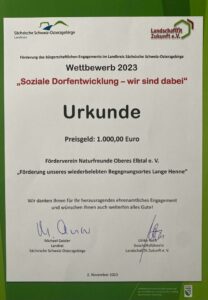 Sächsische Schweiz-Osterzgebirge
Landkreis
Landschaf(f)t
Zukunft e.V.
Förderung des bürgerschaftlichen Engagements im Landkreis Sächsische Schweiz-Osterzgebirge
Wettbewerb 2023
„Soziale Dorfentwicklung – wir sind dabei"
Urkunde
Preisgeld: 1.000,00 Euro
Förderverein Naturfreunde Oberes Elbtal e. V.
"Förderung unseres wiederbelebten Begegnungsortes Lange Henne"
Wir danken Ihnen für Ihr herausragendes ehrenamtliches Engagement
und wünschen Ihnen auch weiterhin alles Gute!
Michael Geisler
Landrat
Sächsische Schweiz-Osterzgebirge
Landschaf(f)t Zukunft e.V.
2. November 2023